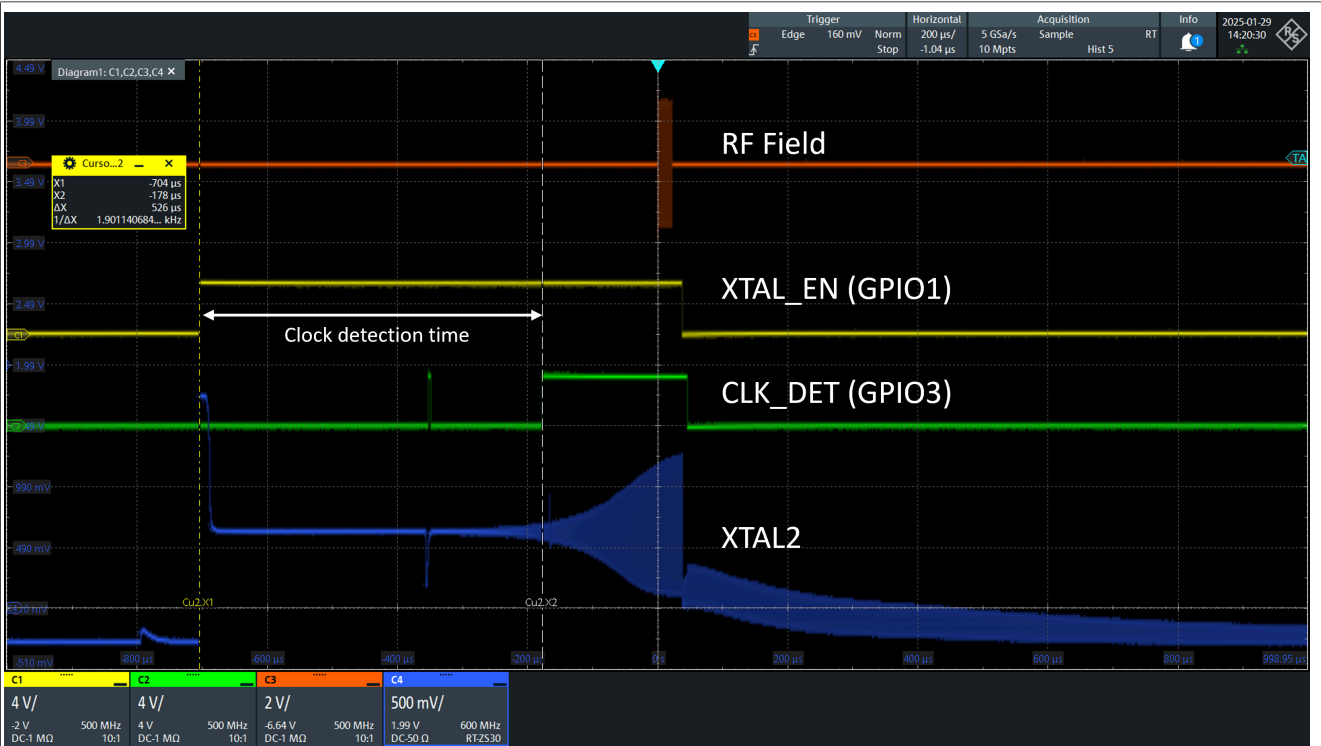 Trigger Horizontal Acquisition Info 2025-01-29
C3 Edge 160 mV Norm 200 µs/ 5 GSa/s Sample RT 1 14:20:30
Stop -1.04 µs 10 Mpts Hist 5
4.49 V
Diagram1: C1,C2,C3,C4 ✕
3.99 V
RF Field
C3
TA
Curso...2 _ ✕
X1 -704 µs
X2 -178 µs
ΔX 526 µs
1/ΔX 1.901140684... kHz
3.49 V
2.99 V
XTAL_EN (GPIO1)
2.49 V
C1
Clock detection time
1.99 V
CLK_DET (GPIO3)
C2
990 mV
XTAL2
490 mV
Cu2.X1 Cu2.X2
-510 mV -800 µs -600 µs -400 µs -200 µs 0 s 200 µs 400 µs 600 µs 800 µs 998.95 µs
C1 C2 C3 C4
4 V/ 4 V/ 2 V/ 500 mV/
-2 V 500 MHz 4 V 500 MHz -6.64 V 500 MHz 1.99 V 600 MHz
DC-1 MΩ 10:1 DC-1 MΩ 10:1 DC-1 MΩ 10:1 DC-50 Ω RT-ZS30